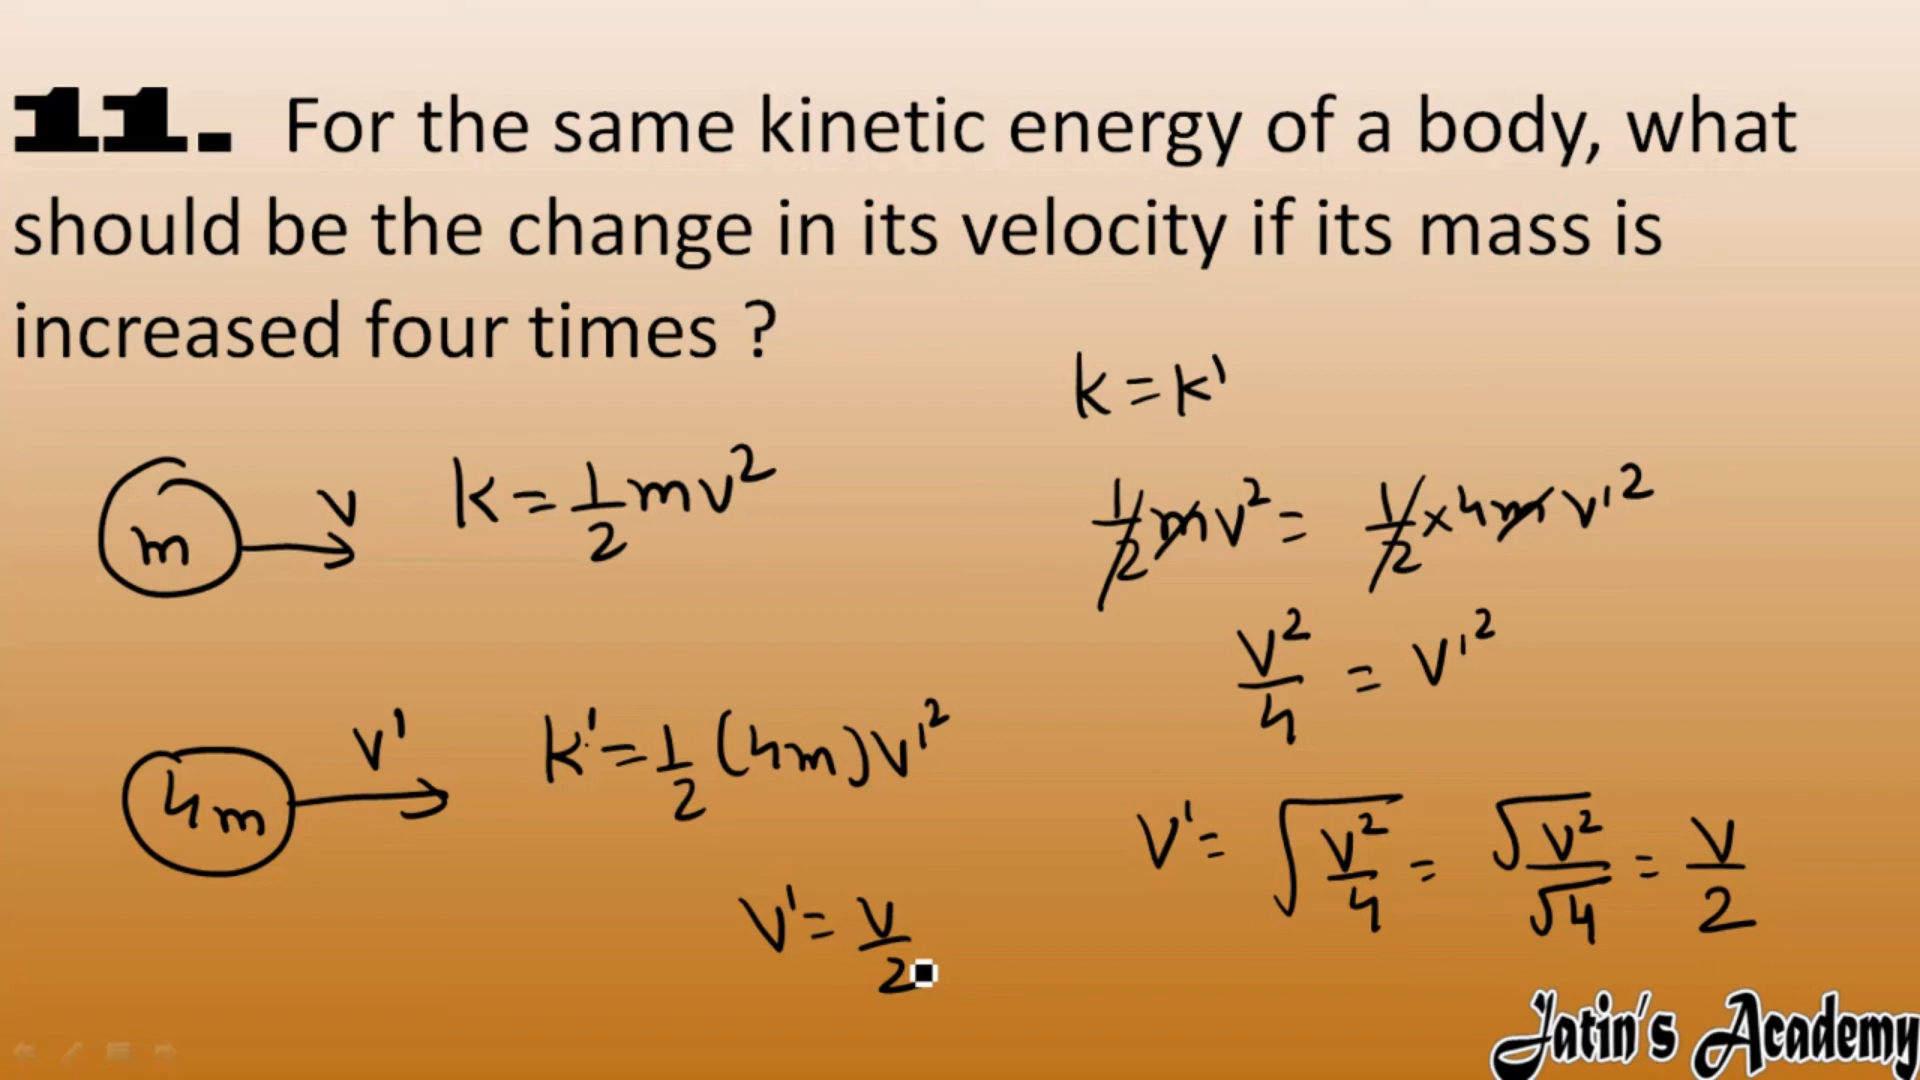 11. For the same kinetic energy of a body, what
should be the change in its velocity if its mass is
increased four times ?
k = k'
m v k = 1/2 mv²
1/2 mv² = 1/2 × 4m v'²
v²/4 = v'²
4m v' k' = 1/2 (4m) v'²
v' = √(v²/4) = √v²/√4 = v/2
v' = v/2
Jatin's Academy